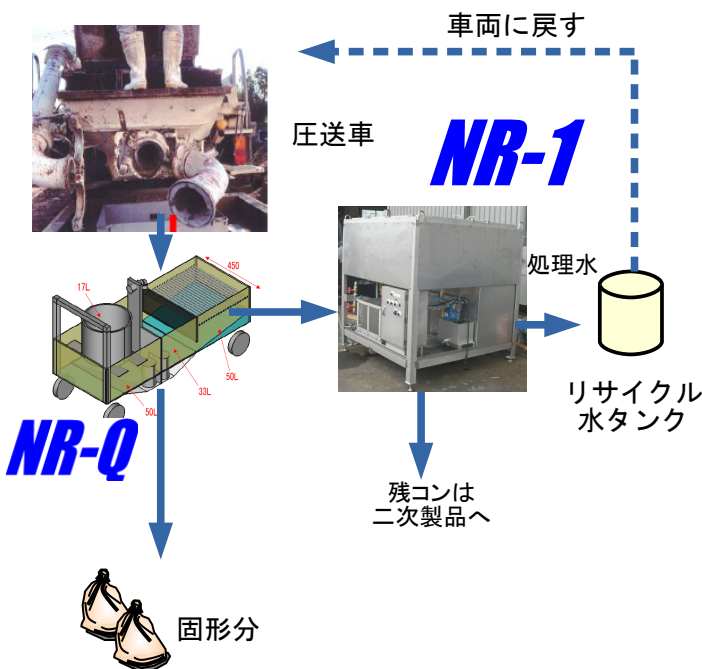 車両に戻す
圧送車
NR-1
処理水
450
17L
50L
33L
50L
リサイクル
水タンク
NR-Q
残コンは
二次製品へ
固形分